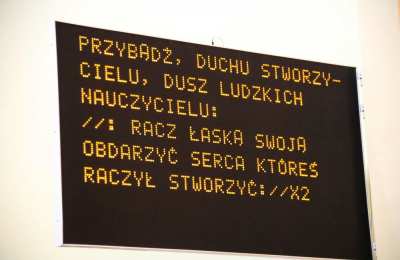 PRZYBĄDŹ, DUCHU STWORZY-
CIELU, DUSZ LUDZKICH
NAUCZYCIELU:
//: RACZ ŁASKĄ SWOJĄ
OBDARZYĆ SERCA KTÓREŚ
RACZYŁ STWORZYĆ://X2